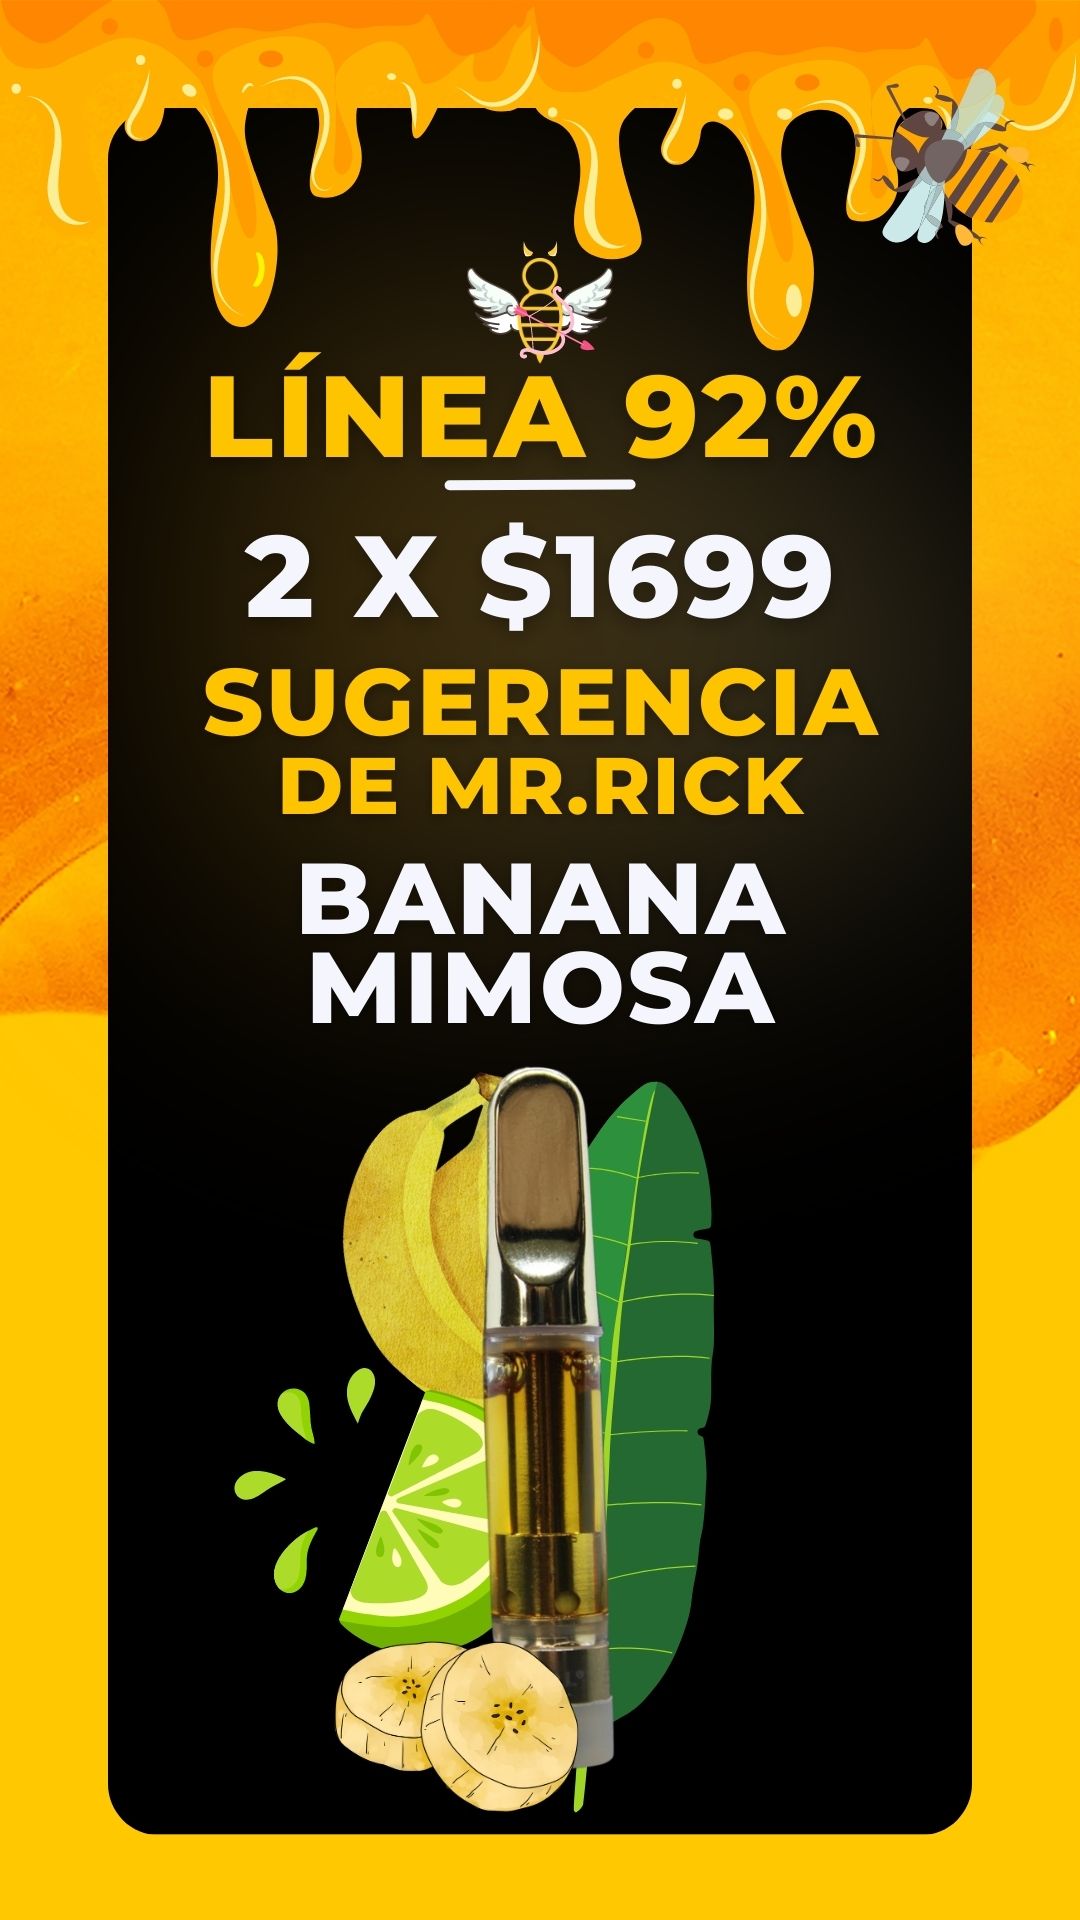 LÍNEA 92%
2 X $1699
SUGERENCIA
DE MR.RICK
BANANA
MIMOSA